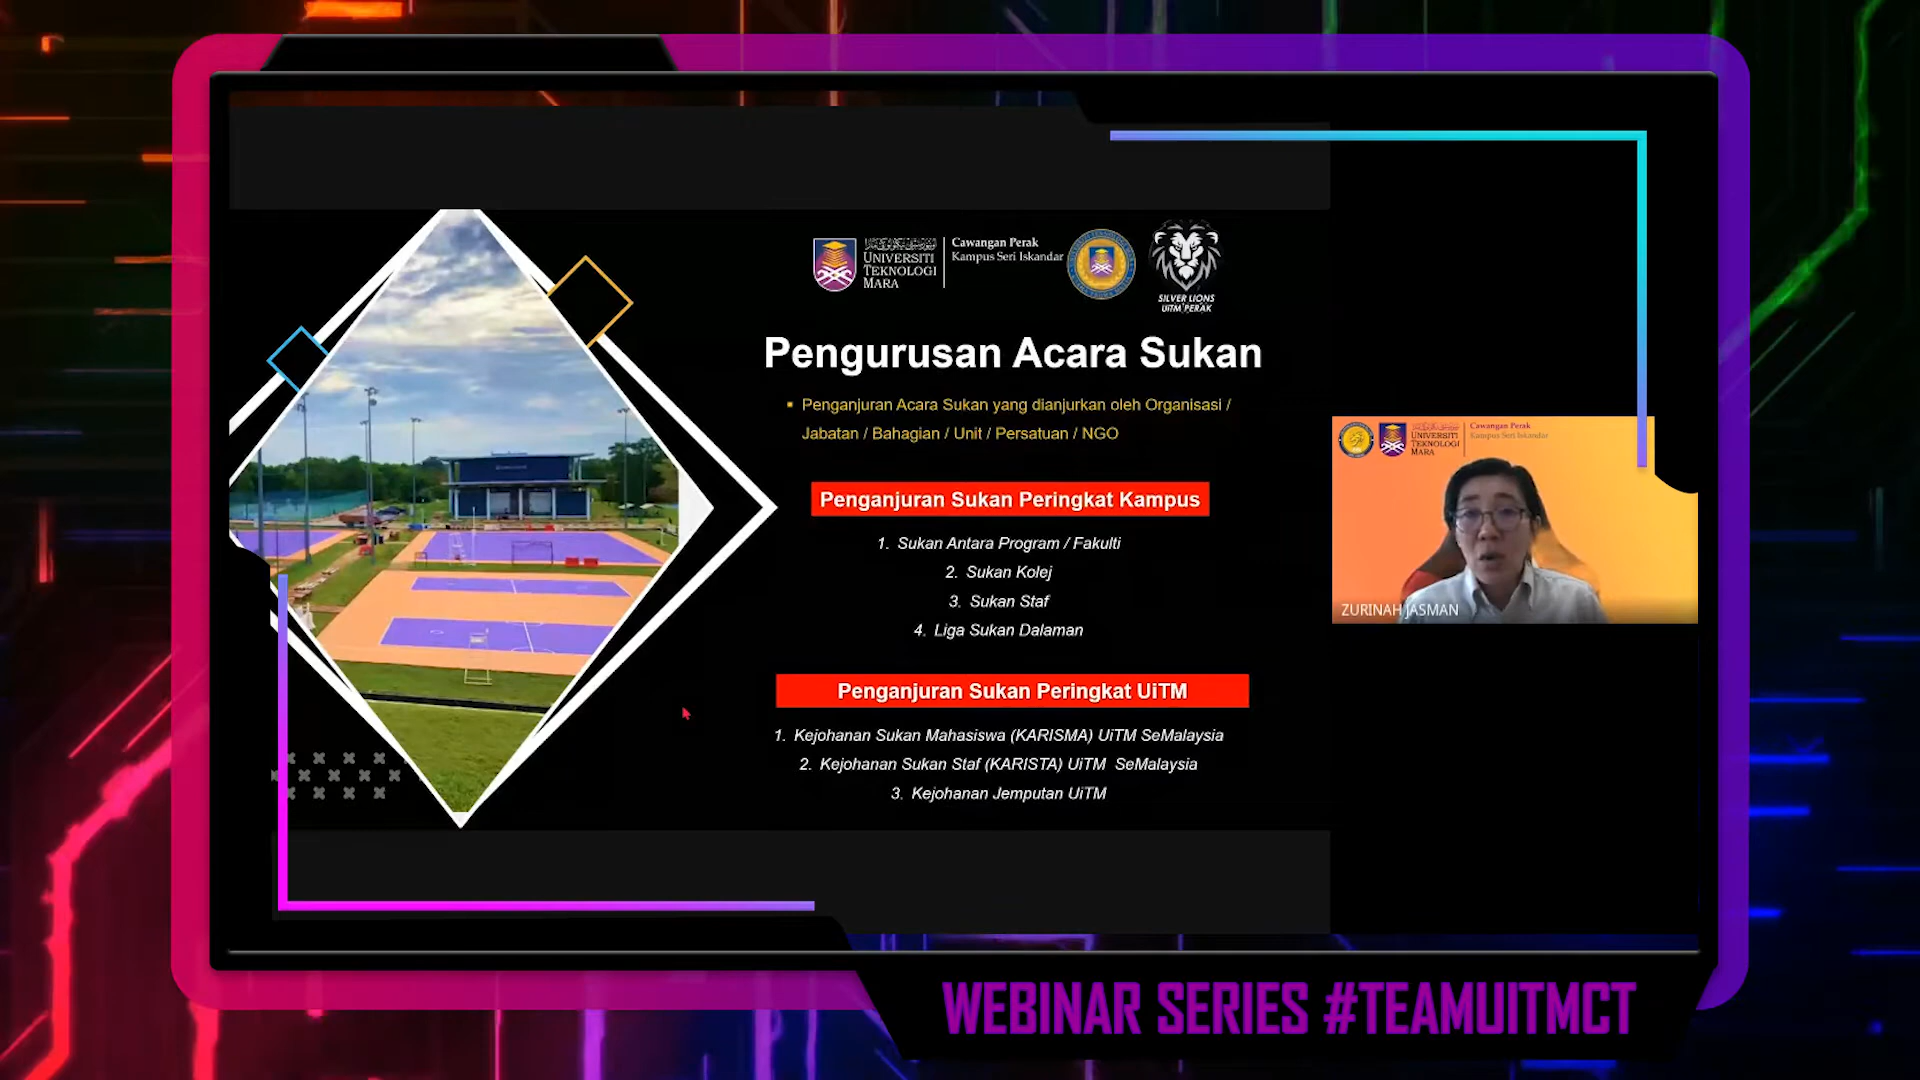 UNIVERSITI
TEKNOLOGI
MARA
Cawangan Perak
Kampus Seri Iskandar
SILVER LIONS
UiTM PERAK
Pengurusan Acara Sukan
▪ Penganjuran Acara Sukan yang dianjurkan oleh Organisasi /
Jabatan / Bahagian / Unit / Persatuan / NGO
Penganjuran Sukan Peringkat Kampus
1. Sukan Antara Program / Fakulti
2. Sukan Kolej
3. Sukan Staf
4. Liga Sukan Dalaman
Penganjuran Sukan Peringkat UiTM
1. Kejohanan Sukan Mahasiswa (KARISMA) UiTM SeMalaysia
2. Kejohanan Sukan Staf (KARISTA) UiTM SeMalaysia
3. Kejohanan Jemputan UiTM
UNIVERSITI
TEKNOLOGI
MARA
Cawangan Perak
Kampus Seri Iskandar
ZURINAH JASMAN
WEBINAR SERIES #TEAMUITMCT